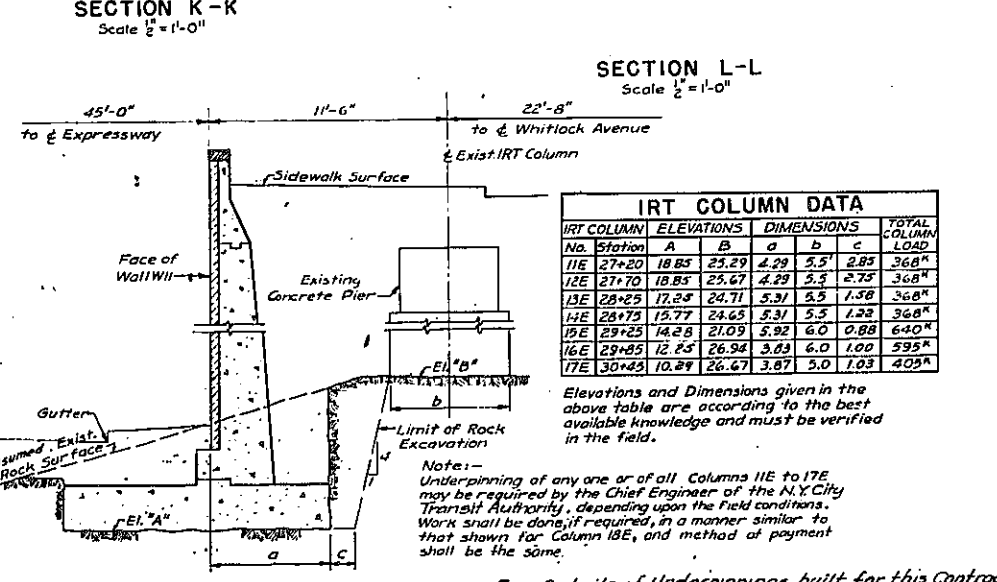 SECTION K-K
Scale 1/2" = 1'-0"
SECTION L-L
Scale 1/2" = 1'-0"
45'-0"
11'-6"
22'-8"
to ℄ Expressway
to ℄ Whitlock Avenue
℄ Exist. IRT Column
Sidewalk Surface
Face of
Wall W11
Existing
Concrete Pier
El. "B"
b
Gutter
sumed Exist.
Rock Surface
Limit of Rock
Excavation
El. "A"
a
c
IRT COLUMN DATA
IRT COLUMN ELEVATIONS DIMENSIONS TOTAL COLUMN LOAD
No. Station A B a b c
11E 27+20 18.85 25.29 4.29 5.5' 2.85 368K
12E 27+70 18.85 25.67 4.29 5.5 2.75 368K
13E 28+25 17.25 24.71 5.31 5.5 1.58 368K
14E 28+75 15.77 24.65 5.31 5.5 1.22 368K
15E 29+25 14.28 21.09 5.92 6.0 0.88 640K
16E 29+85 12.25 26.94 3.83 6.0 1.00 595K
17E 30+45 10.29 26.67 3.87 5.0 1.03 405K
Elevations and Dimensions given in the
above table are according to the best
available knowledge and must be verified
in the field.
Note:-
Underpinning of any one or of all Columns 11E to 17E
may be required by the Chief Engineer of the N.Y. City
Transit Authority, depending upon the field conditions.
Work shall be done, if required, in a manner similar to
that shown for Column 18E, and method of payment
shall be the same.
of Underpinnings built for this Contra